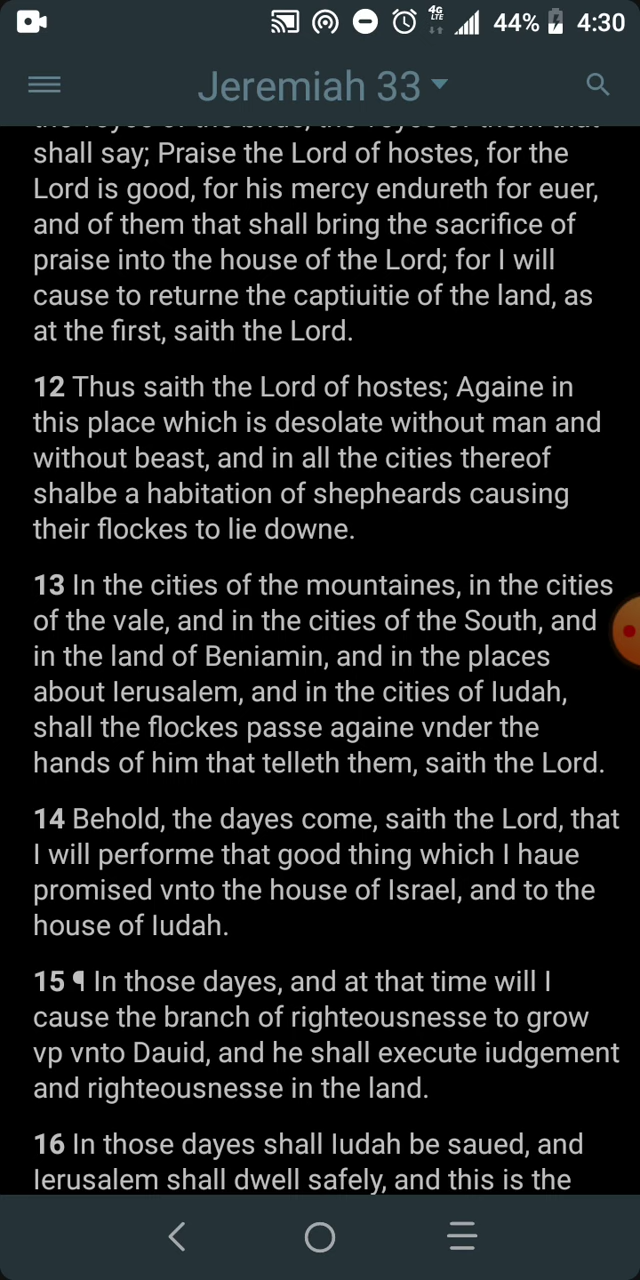 4G
LTE
44%
4:30
Jeremiah 33
shall say; Praise the Lord of hostes, for the
Lord is good, for his mercy endureth for euer,
and of them that shall bring the sacrifice of
praise into the house of the Lord; for I will
cause to returne the captiuitie of the land, as
at the first, saith the Lord.
12 Thus saith the Lord of hostes; Againe in
this place which is desolate without man and
without beast, and in all the cities thereof
shalbe a habitation of shepheards causing
their flockes to lie downe.
13 In the cities of the mountaines, in the cities
of the vale, and in the cities of the South, and
in the land of Beniamin, and in the places
about Ierusalem, and in the cities of Iudah,
shall the flockes passe againe vnder the
hands of him that telleth them, saith the Lord.
14 Behold, the dayes come, saith the Lord, that
I will performe that good thing which I haue
promised vnto the house of Israel, and to the
house of Iudah.
15 ¶ In those dayes, and at that time will I
cause the branch of righteousnesse to grow
vp vnto Dauid, and he shall execute iudgement
and righteousnesse in the land.
16 In those dayes shall Iudah be saued, and
Ierusalem shall dwell safely, and this is the